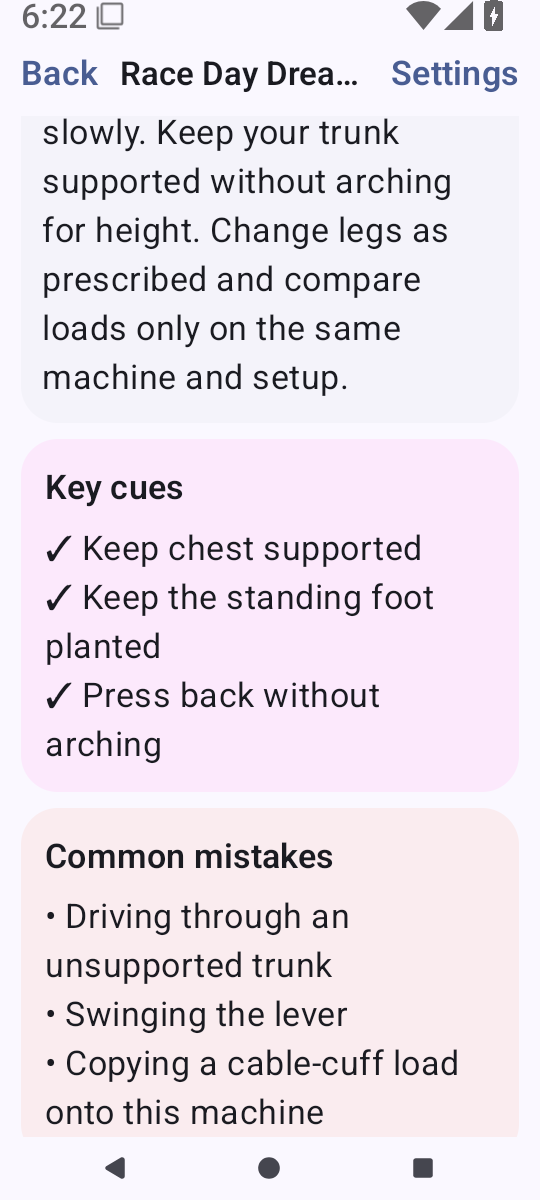 6:22
Back Race Day Drea... Settings
slowly. Keep your trunk
supported without arching
for height. Change legs as
prescribed and compare
loads only on the same
machine and setup.
Key cues
✓ Keep chest supported
✓ Keep the standing foot
planted
✓ Press back without
arching
Common mistakes
• Driving through an
unsupported trunk
• Swinging the lever
• Copying a cable-cuff load
onto this machine